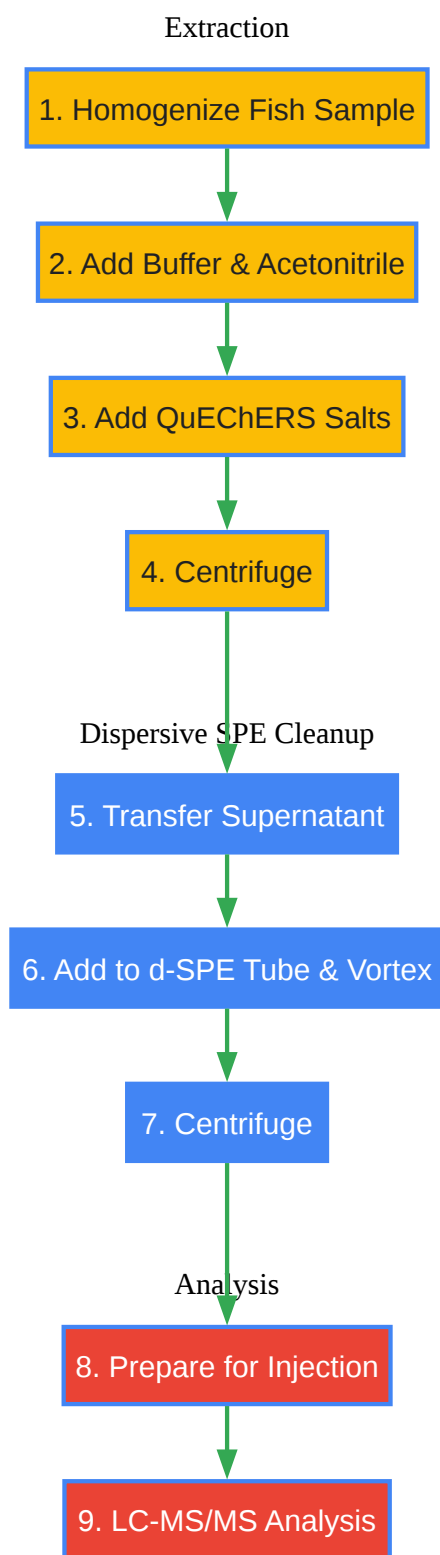 Extraction
1. Homogenize Fish Sample
2. Add Buffer & Acetonitrile
3. Add QuEChERS Salts
4. Centrifuge
Dispersive SPE Cleanup
5. Transfer Supernatant
6. Add to d-SPE Tube & Vortex
7. Centrifuge
Analysis
8. Prepare for Injection
9. LC-MS/MS Analysis